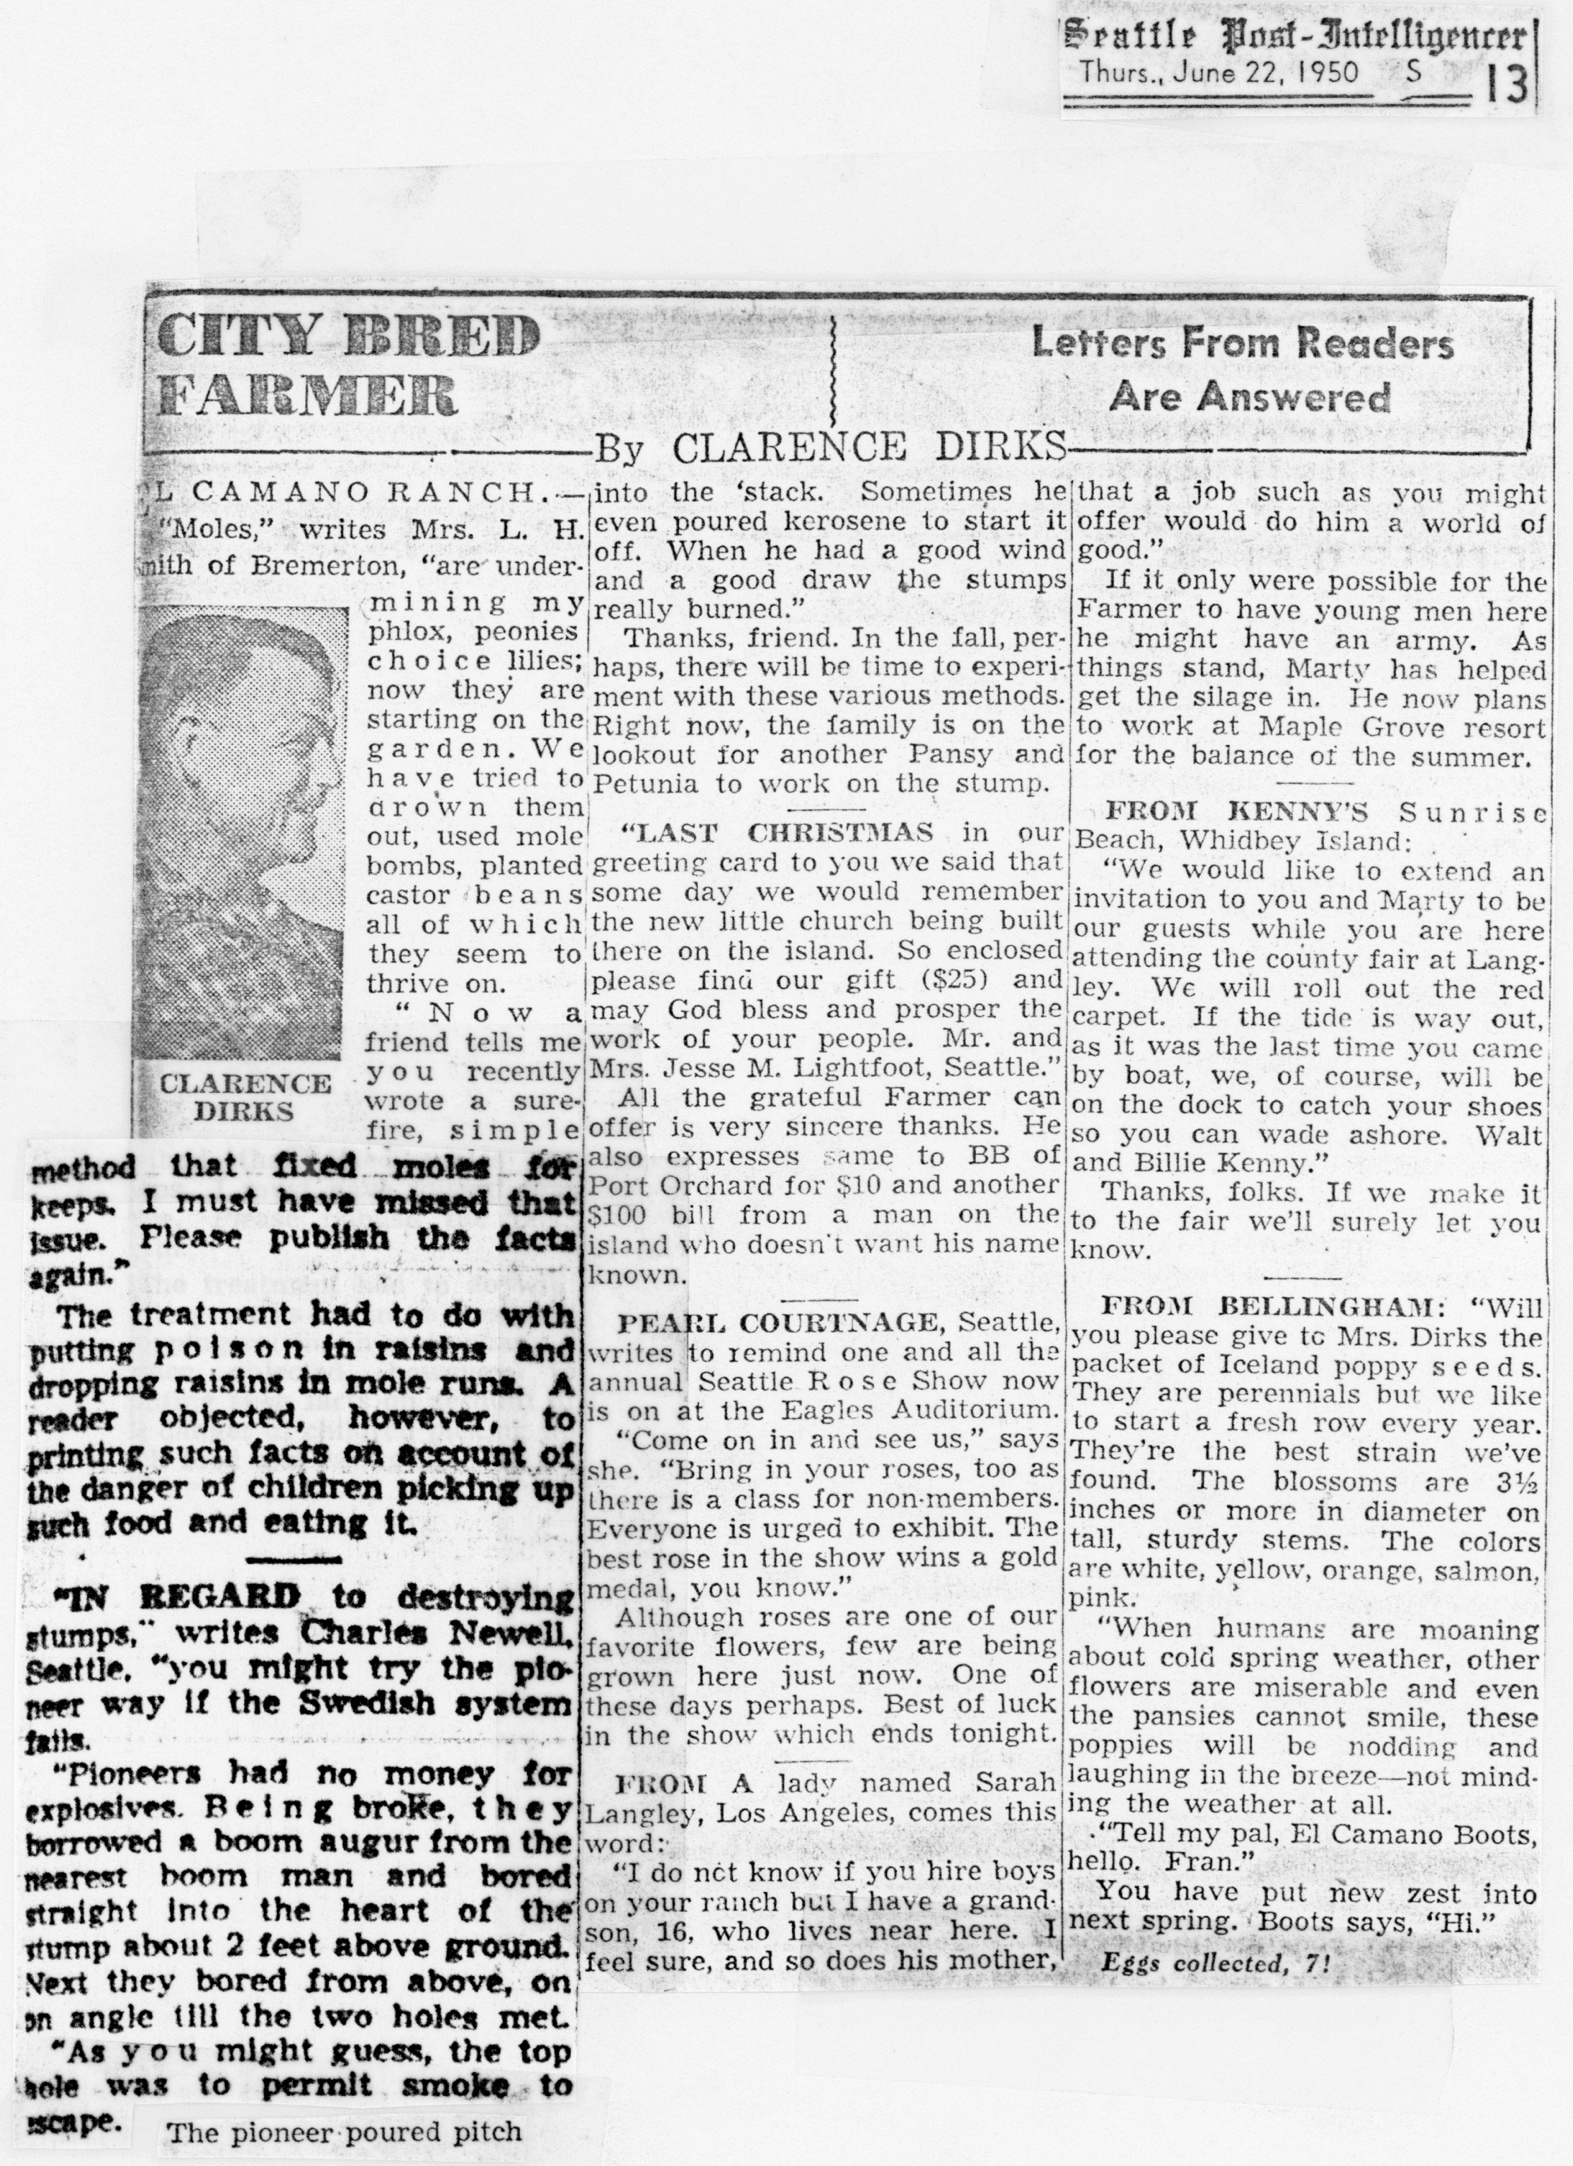 Seattle Post-Intelligencer
Thurs., June 22, 1950 S 13
CITY BRED
FARMER
Letters From Readers
Are Answered
By CLARENCE DIRKS
EL CAMANO RANCH.—
"Moles," writes Mrs. L. H.
Smith of Bremerton, "are under-
mining my
phlox, peonies
choice lilies;
now they are
starting on the
garden. We
have tried to
drown them
out, used mole
bombs, planted
castor beans
all of which
they seem to
thrive on.
"Now a
friend tells me
you recently
wrote a sure-
fire, simple
CLARENCE
DIRKS
method that fixed moles for
keeps. I must have missed that
issue. Please publish the facts
again."
The treatment had to do with
putting poison in raisins and
dropping raisins in mole runs. A
reader objected, however, to
printing such facts on account of
the danger of children picking up
such food and eating it.
"IN REGARD to destroying
stumps," writes Charles Newell,
Seattle, "you might try the pio-
neer way if the Swedish system
fails.
"Pioneers had no money for
explosives. Being broke, they
borrowed a boom augur from the
nearest boom man and bored
straight into the heart of the
stump about 2 feet above ground.
Next they bored from above, on
an angle till the two holes met.
"As you might guess, the top
hole was to permit smoke to
escape. The pioneer poured pitch
into the 'stack. Sometimes he
even poured kerosene to start it
off. When he had a good wind
and a good draw the stumps
really burned."
Thanks, friend. In the fall, per-
haps, there will be time to experi-
ment with these various methods.
Right now, the family is on the
lookout for another Pansy and
Petunia to work on the stump.
"LAST CHRISTMAS in our
greeting card to you we said that
some day we would remember
the new little church being built
there on the island. So enclosed
please find our gift ($25) and
may God bless and prosper the
work of your people. Mr. and
Mrs. Jesse M. Lightfoot, Seattle."
All the grateful Farmer can
offer is very sincere thanks. He
also expresses same to BB of
Port Orchard for $10 and another
$100 bill from a man on the
island who doesn't want his name
known.
PEARL COURTNAGE, Seattle,
writes to remind one and all the
annual Seattle Rose Show now
is on at the Eagles Auditorium.
"Come on in and see us," says
she. "Bring in your roses, too as
there is a class for non-members.
Everyone is urged to exhibit. The
best rose in the show wins a gold
medal, you know."
Although roses are one of our
favorite flowers, few are being
grown here just now. One of
these days perhaps. Best of luck
in the show which ends tonight.
FROM A lady named Sarah
Langley, Los Angeles, comes this
word:
"I do not know if you hire boys
on your ranch but I have a grand-
son, 16, who lives near here. I
feel sure, and so does his mother,
that a job such as you might
offer would do him a world of
good."
If it only were possible for the
Farmer to have young men here
he might have an army. As
things stand, Marty has helped
get the silage in. He now plans
to work at Maple Grove resort
for the balance of the summer.
FROM KENNY'S Sunrise
Beach, Whidbey Island:
"We would like to extend an
invitation to you and Marty to be
our guests while you are here
attending the county fair at Lang-
ley. We will roll out the red
carpet. If the tide is way out,
as it was the last time you came
by boat, we, of course, will be
on the dock to catch your shoes
so you can wade ashore. Walt
and Billie Kenny."
Thanks, folks. If we make it
to the fair we'll surely let you
know.
FROM BELLINGHAM: "Will
you please give to Mrs. Dirks the
packet of Iceland poppy seeds.
They are perennials but we like
to start a fresh row every year.
They're the best strain we've
found. The blossoms are 3½
inches or more in diameter on
tall, sturdy stems. The colors
are white, yellow, orange, salmon,
pink.
"When humans are moaning
about cold spring weather, other
flowers are miserable and even
the pansies cannot smile, these
poppies will be nodding and
laughing in the breeze—not mind-
ing the weather at all.
"Tell my pal, El Camano Boots,
hello. Fran."
You have put new zest into
next spring. Boots says, "Hi."
Eggs collected, 7!